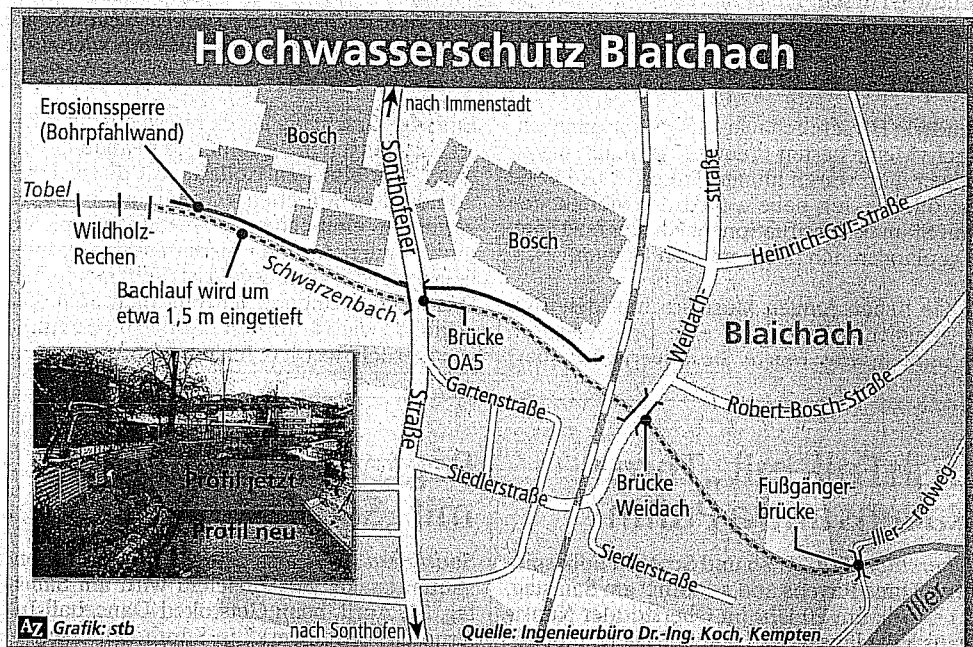 Hochwasserschutz Blaichach
Erosionssperre
(Bohrpfahlwand)
Bosch
nach Immenstadt
Sonthofener
Straße
Tobel
Wildholz-
Rechen
Bachlauf wird um
etwa 1,5 m eingetieft
Schwarzenbach
Bosch
Brücke
OA5
Gartenstraße
Siedlerstraße
Weidach-
straße
Heinrich-Gyr-Straße
Blaichach
Robert-Bosch-Straße
Brücke
Weidach
Fußgänger-
brücke
Iller-radweg
Siedlerstraße
Iller
Profil jetzt
Profil neu
AZ Grafik: stb
nach Sonthofen
Quelle: Ingenieurbüro Dr.-Ing. Koch, Kempten